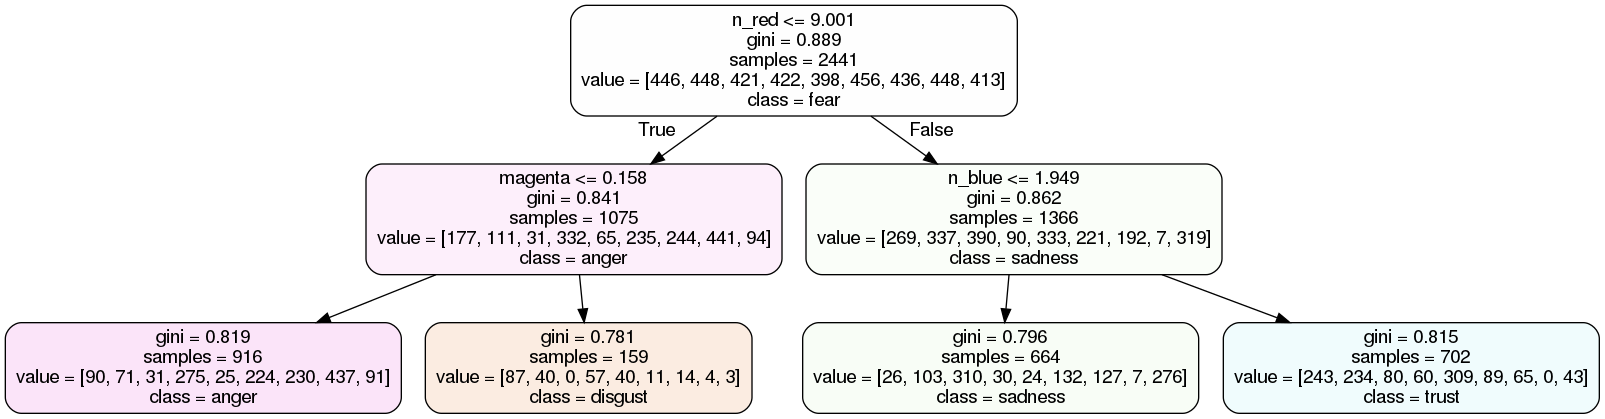 n_red <= 9.001
gini = 0.889
samples = 2441
value = [446, 448, 421, 422, 398, 456, 436, 448, 413]
class = fear
True
False
magenta <= 0.158
gini = 0.841
samples = 1075
value = [177, 111, 31, 332, 65, 235, 244, 441, 94]
class = anger
n_blue <= 1.949
gini = 0.862
samples = 1366
value = [269, 337, 390, 90, 333, 221, 192, 7, 319]
class = sadness
gini = 0.819
samples = 916
value = [90, 71, 31, 275, 25, 224, 230, 437, 91]
class = anger
gini = 0.781
samples = 159
value = [87, 40, 0, 57, 40, 11, 14, 4, 3]
class = disgust
gini = 0.796
samples = 664
value = [26, 103, 310, 30, 24, 132, 127, 7, 276]
class = sadness
gini = 0.815
samples = 702
value = [243, 234, 80, 60, 309, 89, 65, 0, 43]
class = trust